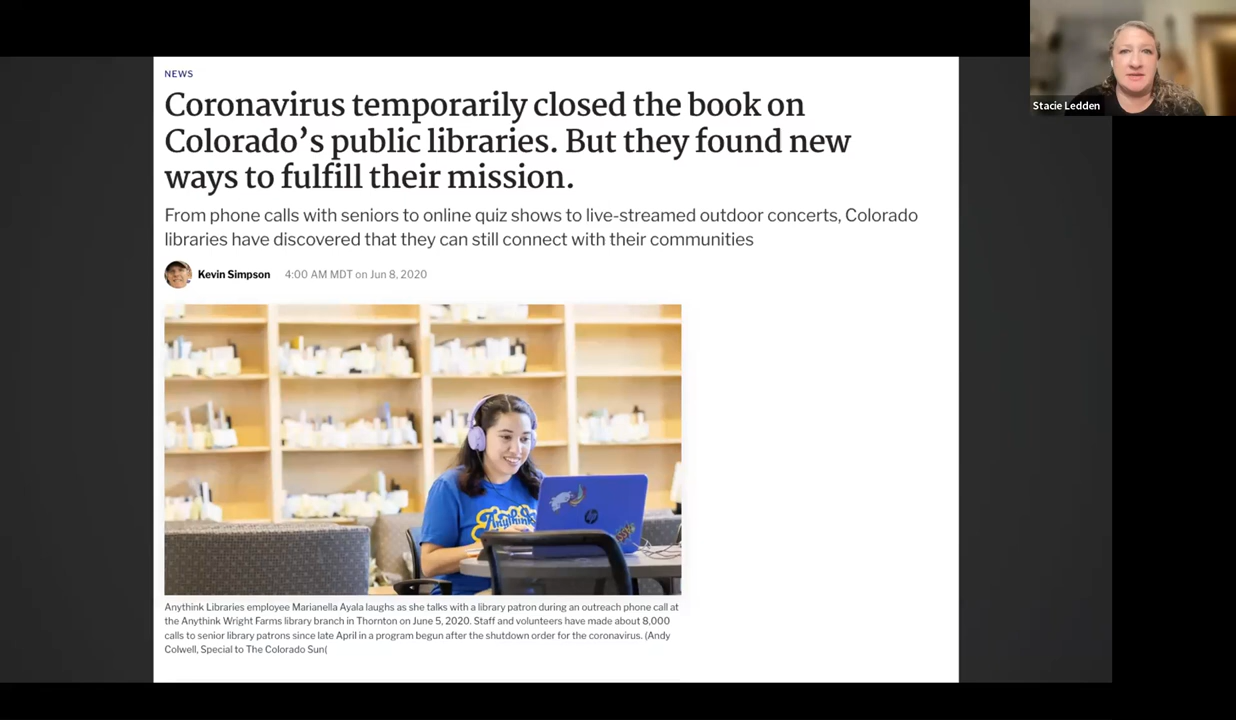 NEWS
Coronavirus temporarily closed the book on
Colorado’s public libraries. But they found new
ways to fulfill their mission.
From phone calls with seniors to online quiz shows to live-streamed outdoor concerts, Colorado
libraries have discovered that they can still connect with their communities
Kevin Simpson 4:00 AM MDT on Jun 8, 2020
Anythink
hp
Anythink Libraries employee Marianella Ayala laughs as she talks with a library patron during an outreach phone call at
the Anythink Wright Farms library branch in Thornton on June 5, 2020. Staff and volunteers have made about 8,000
calls to senior library patrons since late April in a program begun after the shutdown order for the coronavirus. (Andy
Colwell, Special to The Colorado Sun(
Stacie Ledden